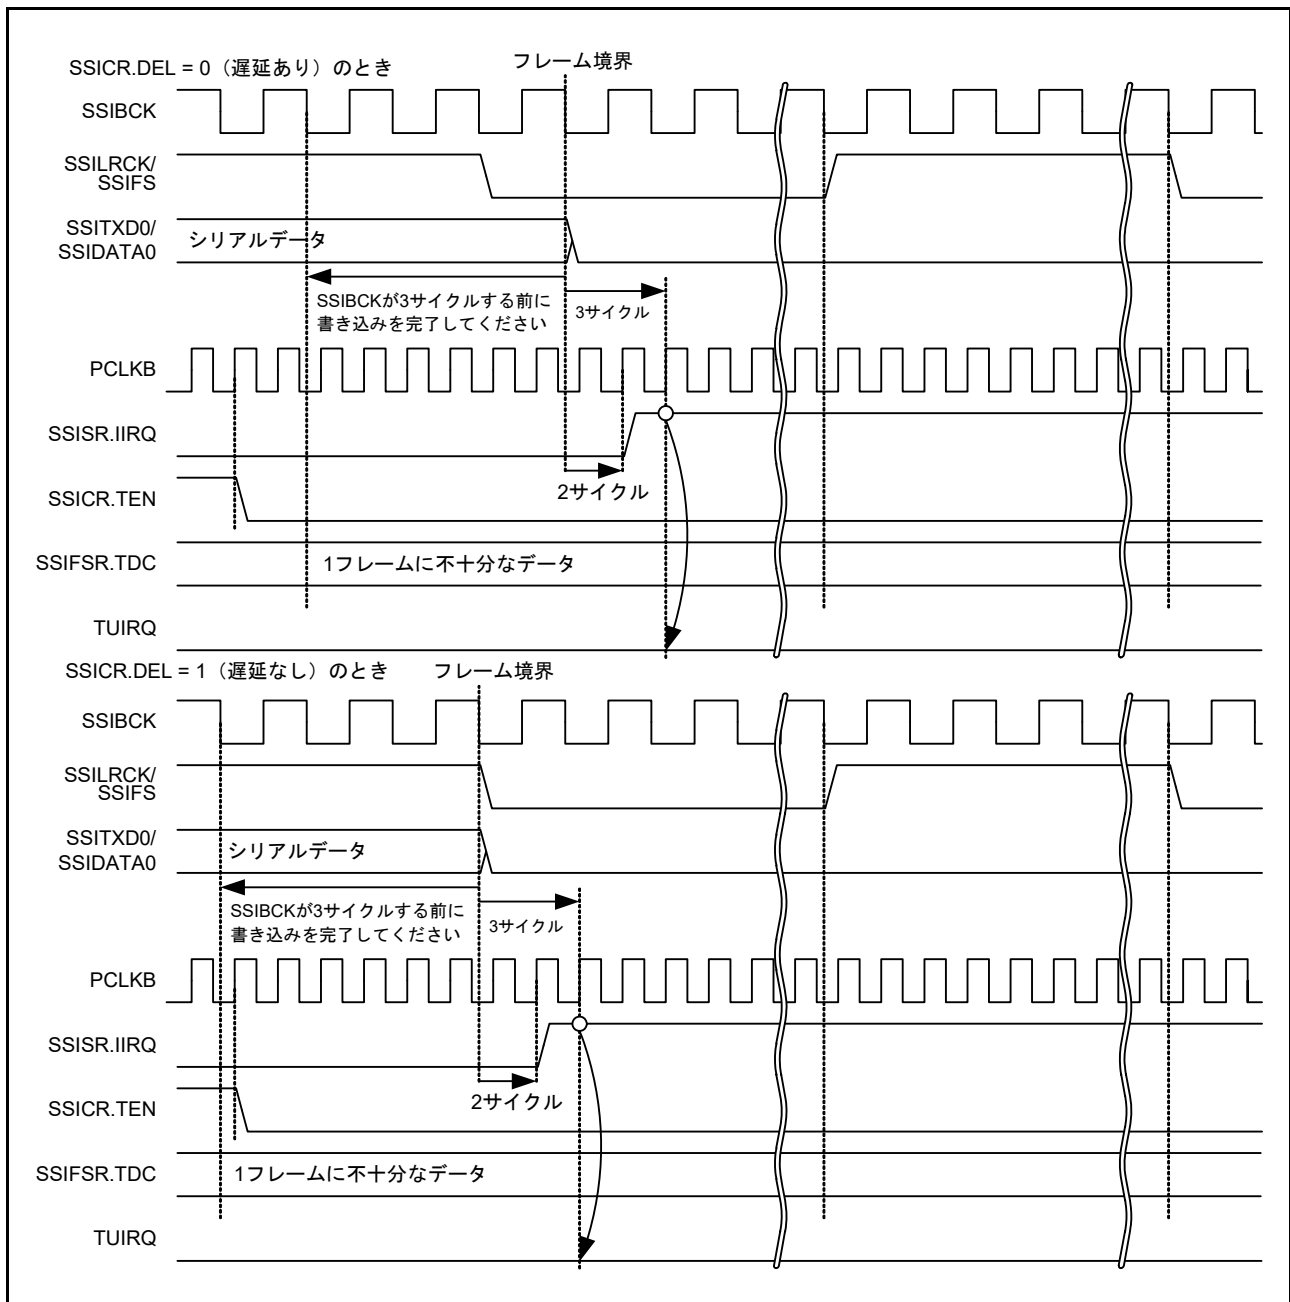 SSICR.DEL = 0（遅延あり）のとき
フレーム境界
SSIBCK
SSILRCK/
SSIFS
SSITXD0/
SSIDATA0
シリアルデータ
SSIBCKが3サイクルする前に
書き込みを完了してください
3サイクル
PCLKB
SSISR.IIRQ
2サイクル
SSICR.TEN
SSIFSR.TDC
1フレームに不十分なデータ
TUIRQ
SSICR.DEL = 1（遅延なし）のとき
フレーム境界
SSIBCK
SSILRCK/
SSIFS
SSITXD0/
SSIDATA0
シリアルデータ
SSIBCKが3サイクルする前に
書き込みを完了してください
3サイクル
PCLKB
SSISR.IIRQ
2サイクル
SSICR.TEN
SSIFSR.TDC
1フレームに不十分なデータ
TUIRQ